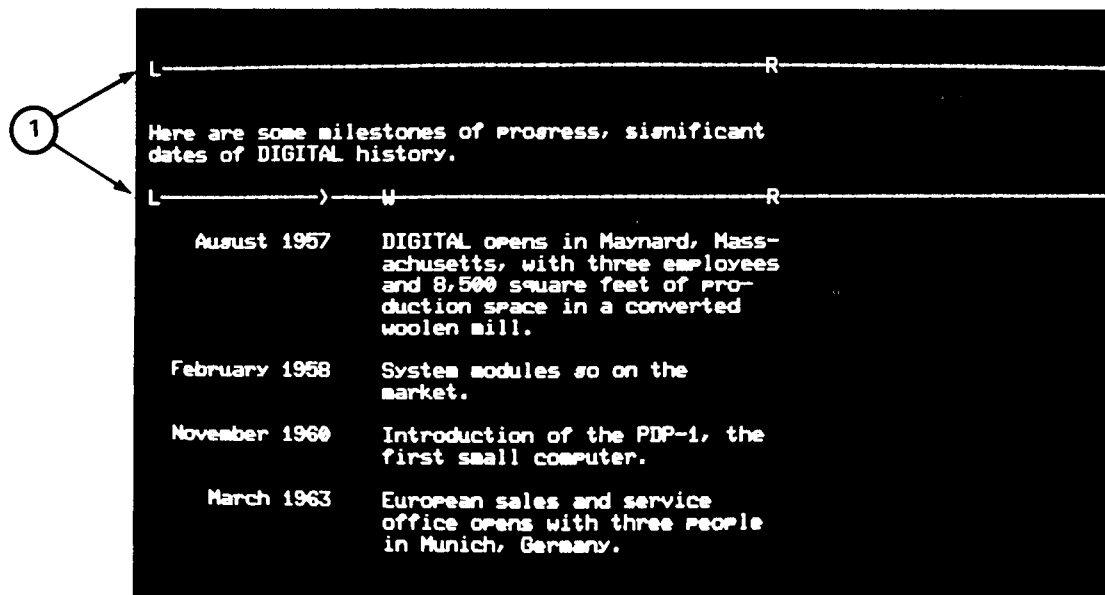 L R
1
Here are some milestones of progress, significant
dates of DIGITAL history.
L > W R
August 1957 DIGITAL opens in Maynard, Mass-
achusetts, with three employees
and 8,500 square feet of pro-
duction space in a converted
woolen mill.
February 1958 System modules go on the
market.
November 1960 Introduction of the PDP-1, the
first small computer.
March 1963 European sales and service
office opens with three people
in Munich, Germany.